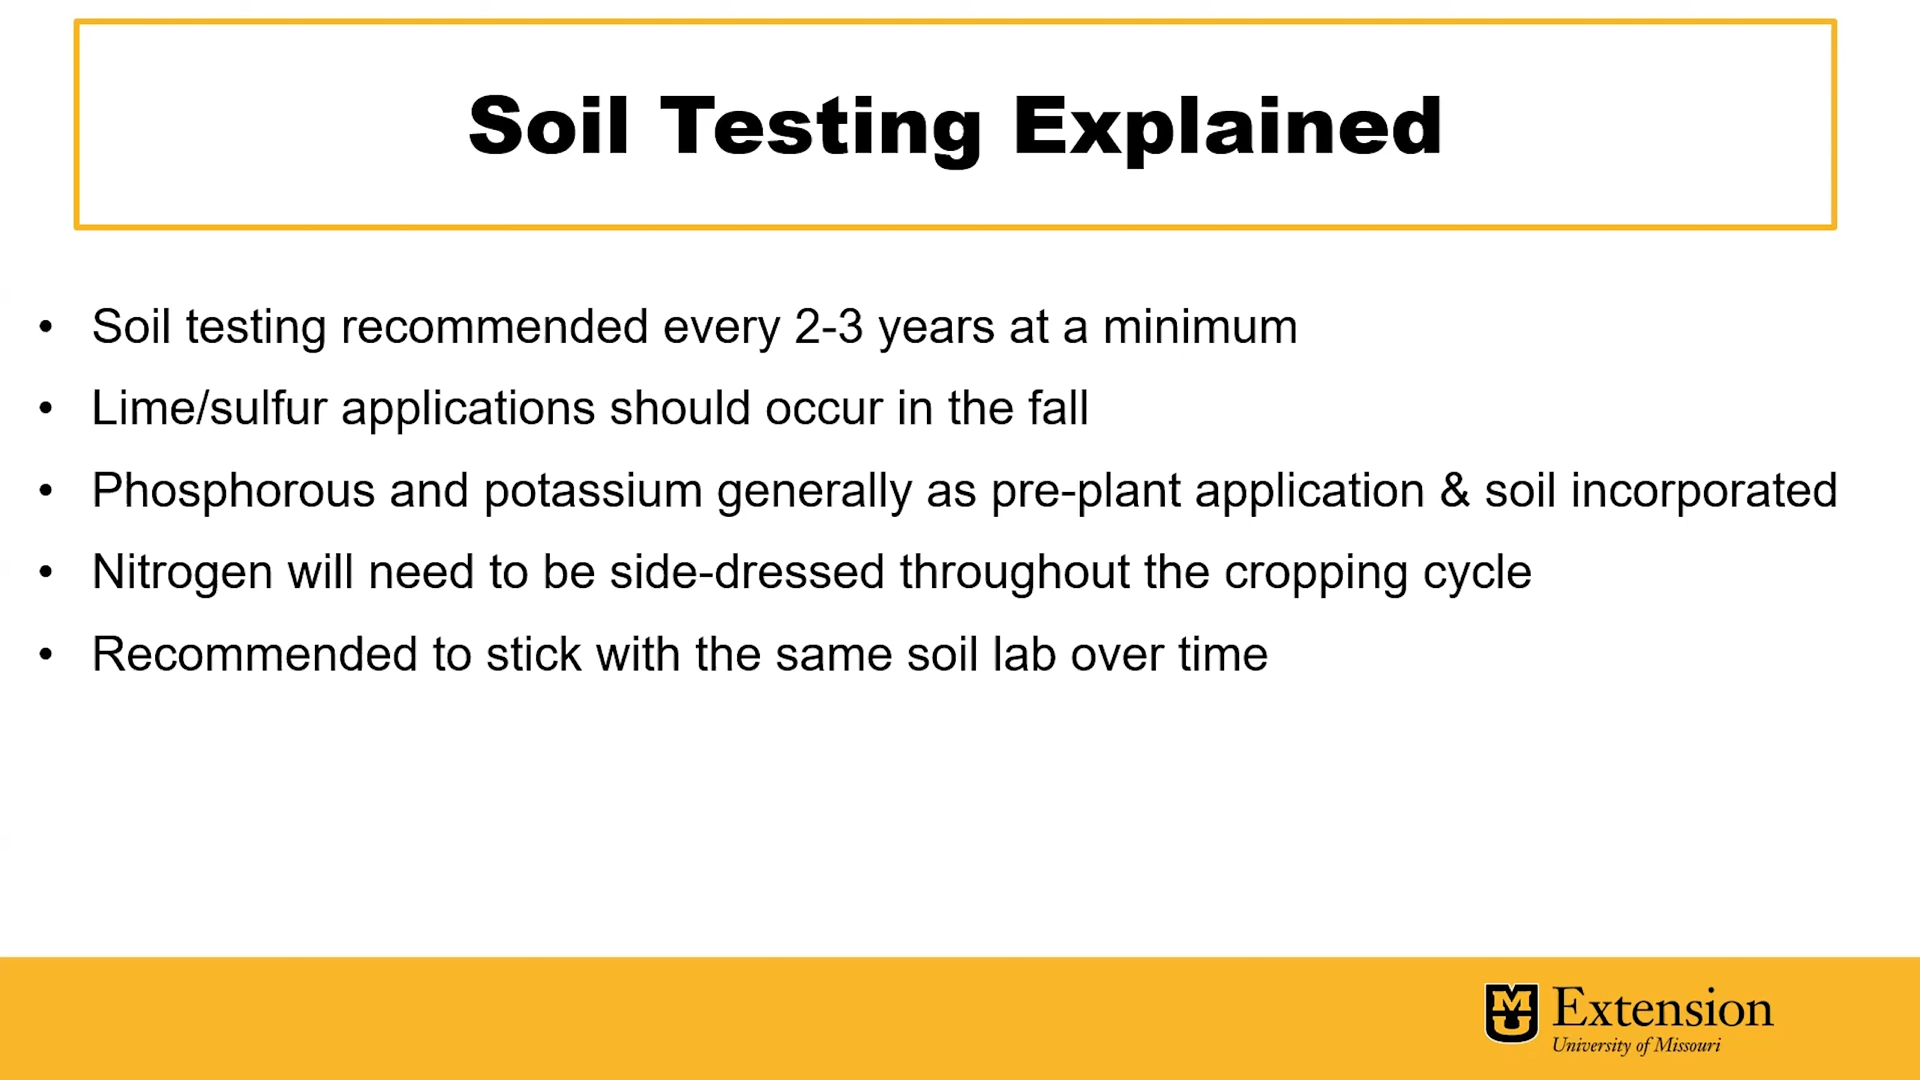 Soil Testing Explained
• Soil testing recommended every 2-3 years at a minimum
• Lime/sulfur applications should occur in the fall
• Phosphorous and potassium generally as pre-plant application & soil incorporated
• Nitrogen will need to be side-dressed throughout the cropping cycle
• Recommended to stick with the same soil lab over time
MU Extension
University of Missouri